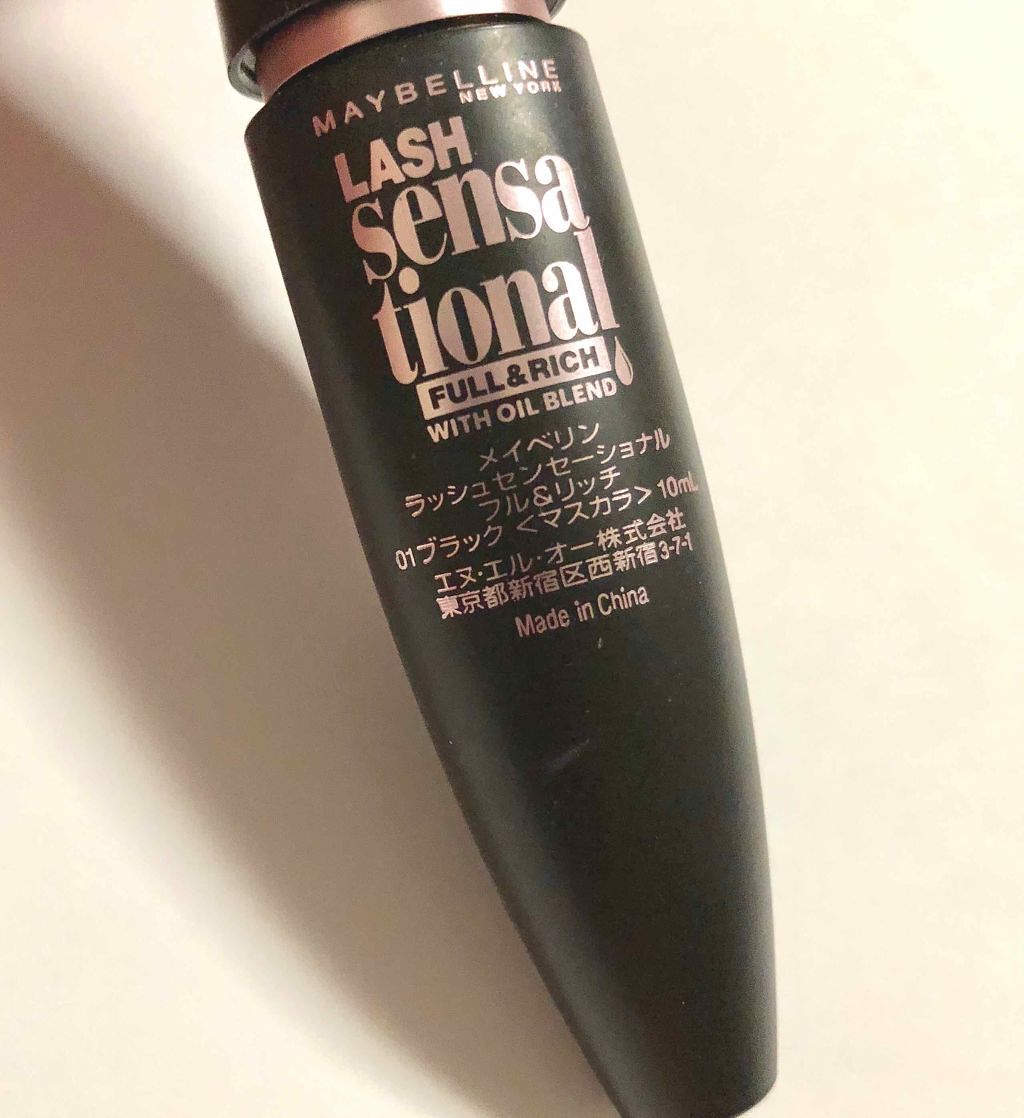 MAYBELLINE
NEW YORK
LASH
sensa
tional
FULL&RICH
WITH OIL BLEND
メイベリン
ラッシュセンセーショナル
フル&リッチ
01ブラック <マスカラ> 10mL
エヌ・エル・オー株式会社
東京都新宿区西新宿3-7-1
Made in China